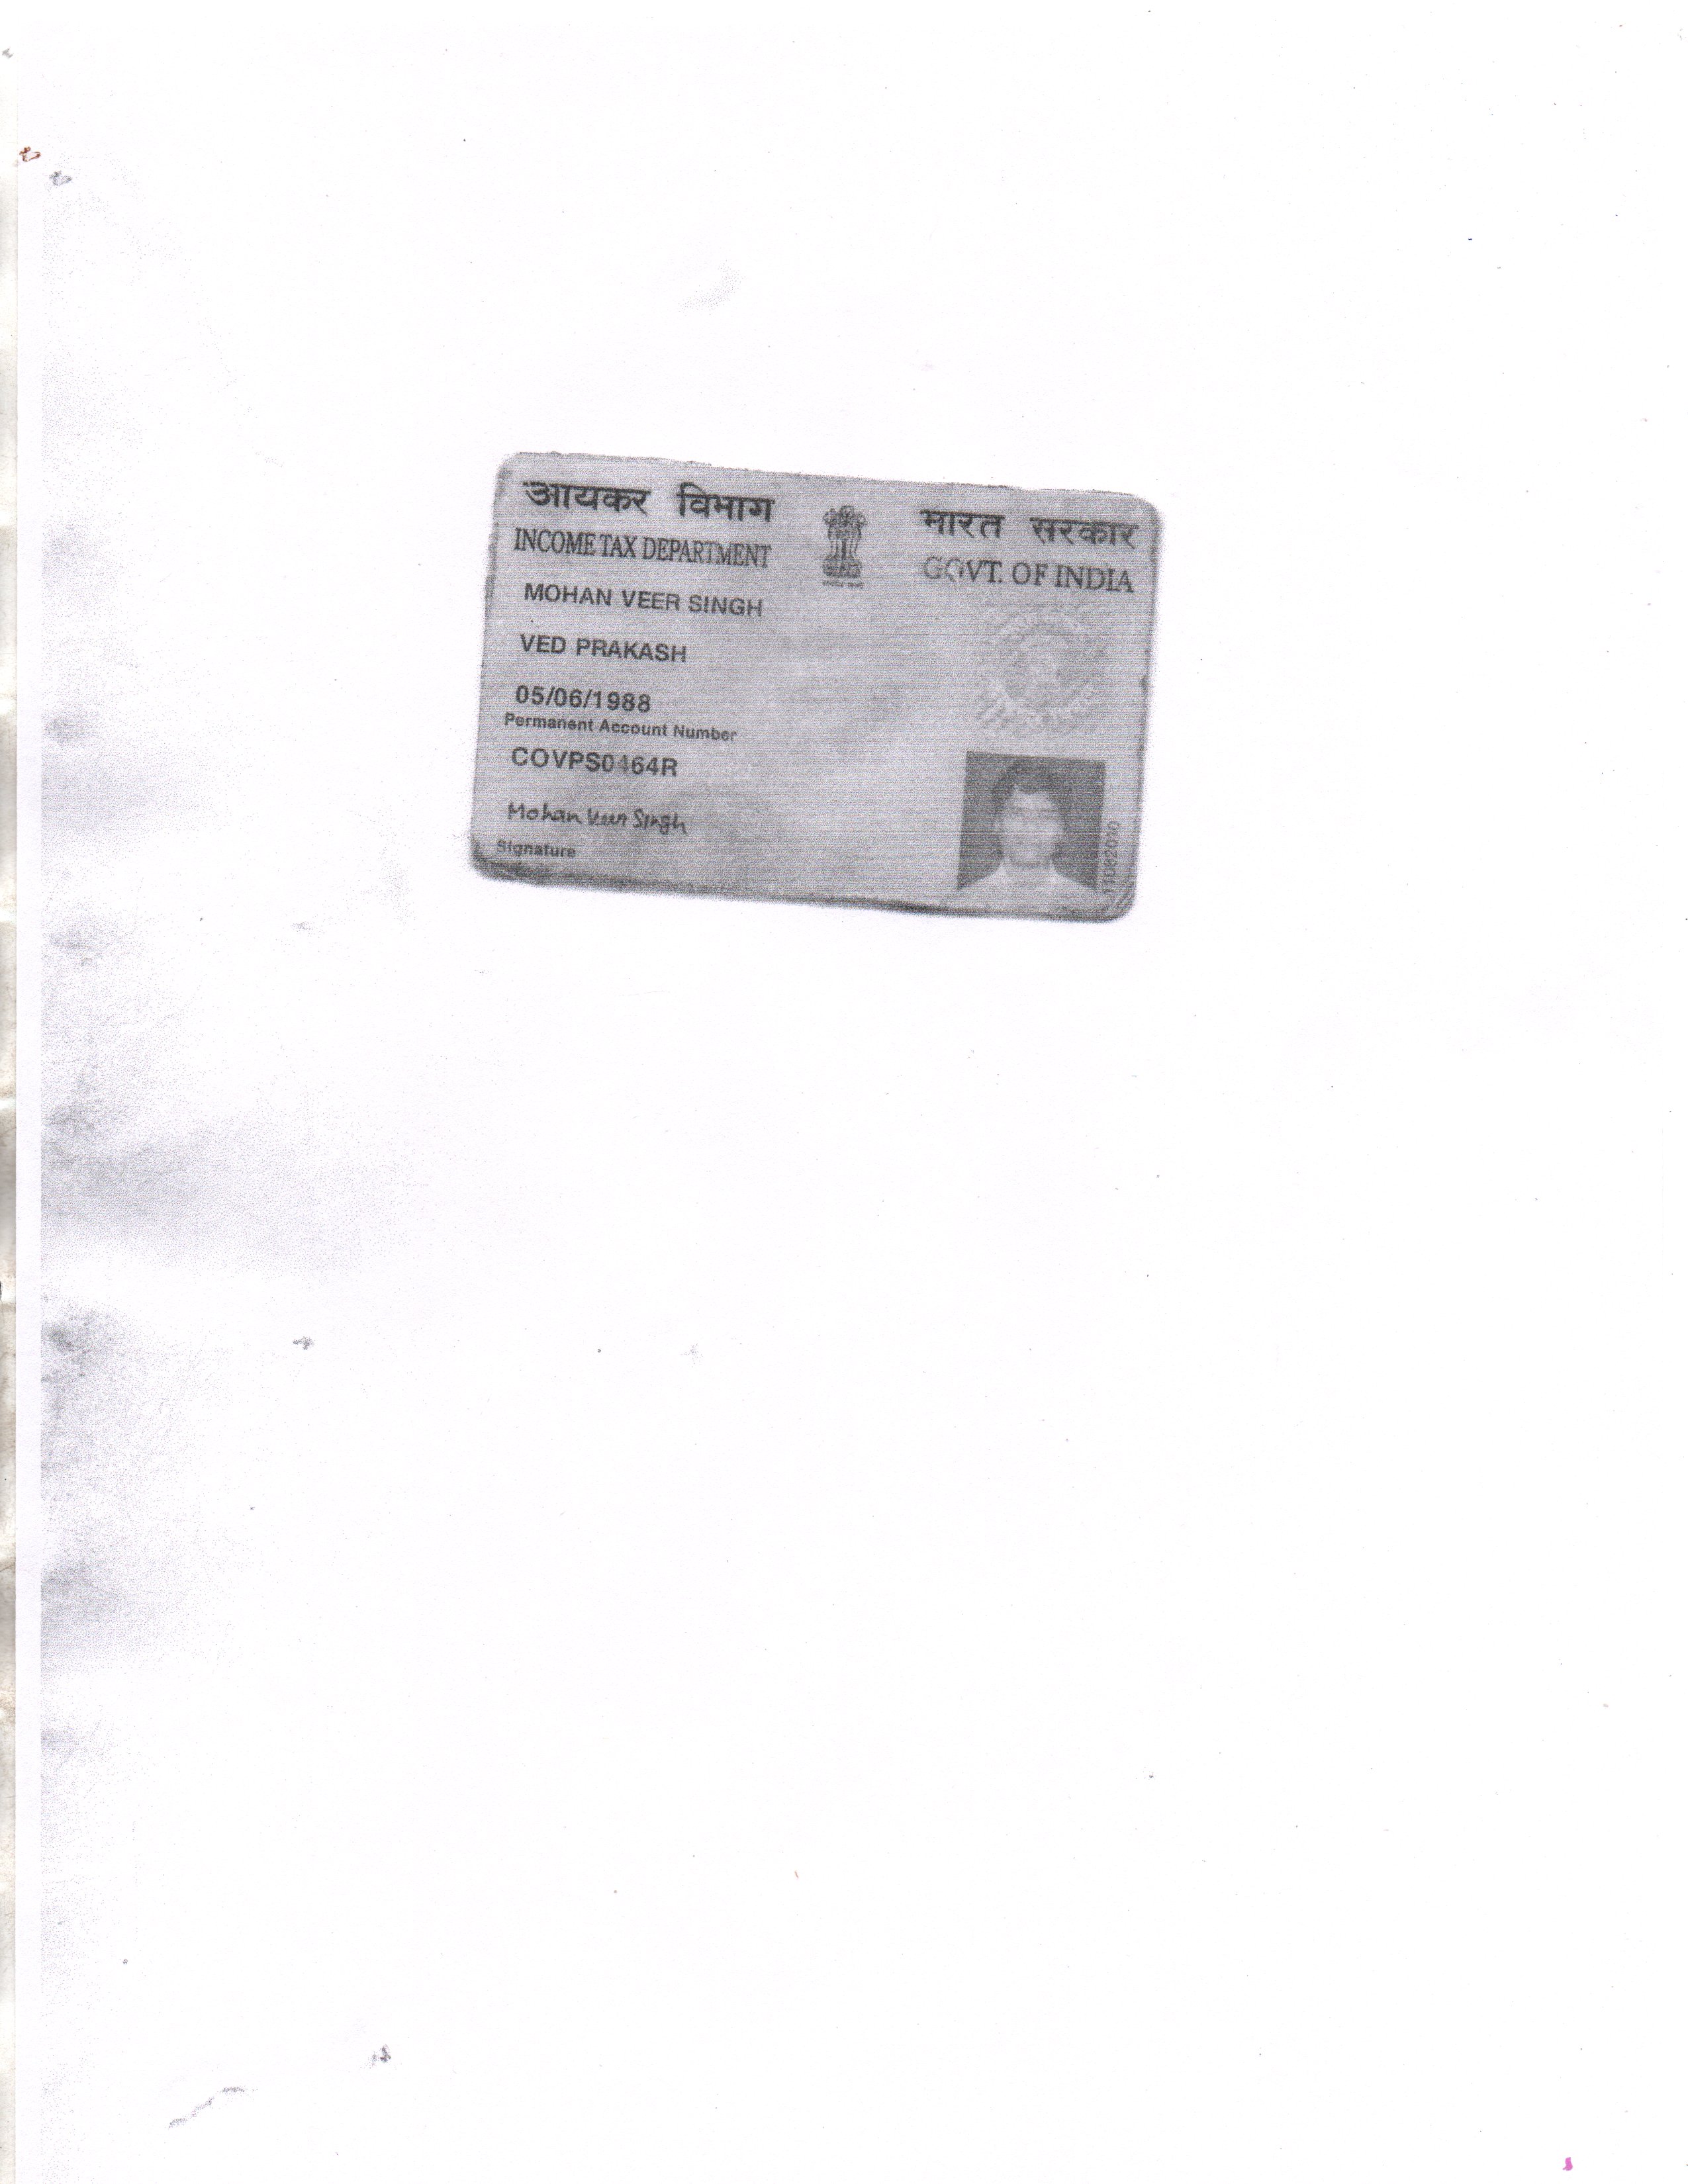 आयकर विभाग
INCOME TAX DEPARTMENT
भारत सरकार
GOVT. OF INDIA
MOHAN VEER SINGH
VED PRAKASH
05/06/1988
Permanent Account Number
COVPS0464R
Mohan Veer Singh
Signature